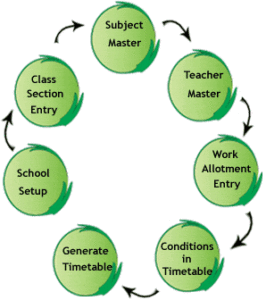 Subject
Master
Teacher
Master
Work
Allotment
Entry
Conditions
in
Timetable
Generate
Timetable
School
Setup
Class
Section
Entry